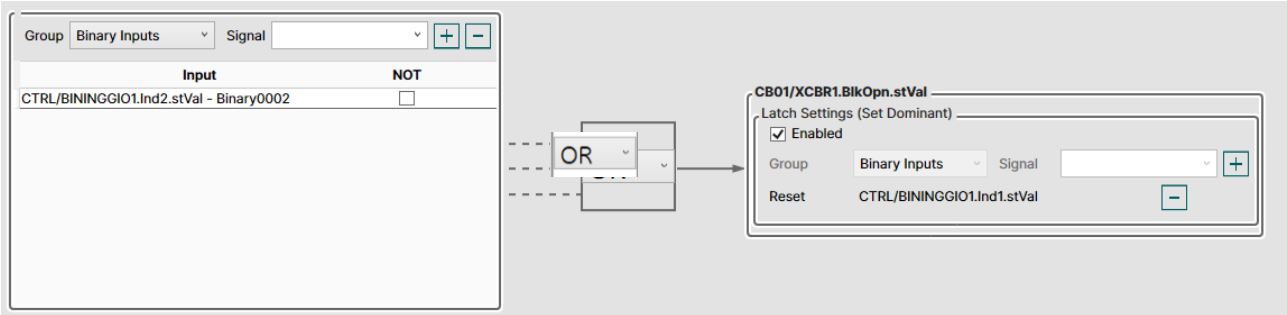 Group Binary Inputs Signal + −
Input NOT
CTRL/BININGGIO1.Ind2.stVal - Binary0002
OR
CB01/XCBR1.BlkOpn.stVal
Latch Settings (Set Dominant)
Enabled
Group Binary Inputs Signal +
Reset CTRL/BININGGIO1.Ind1.stVal −